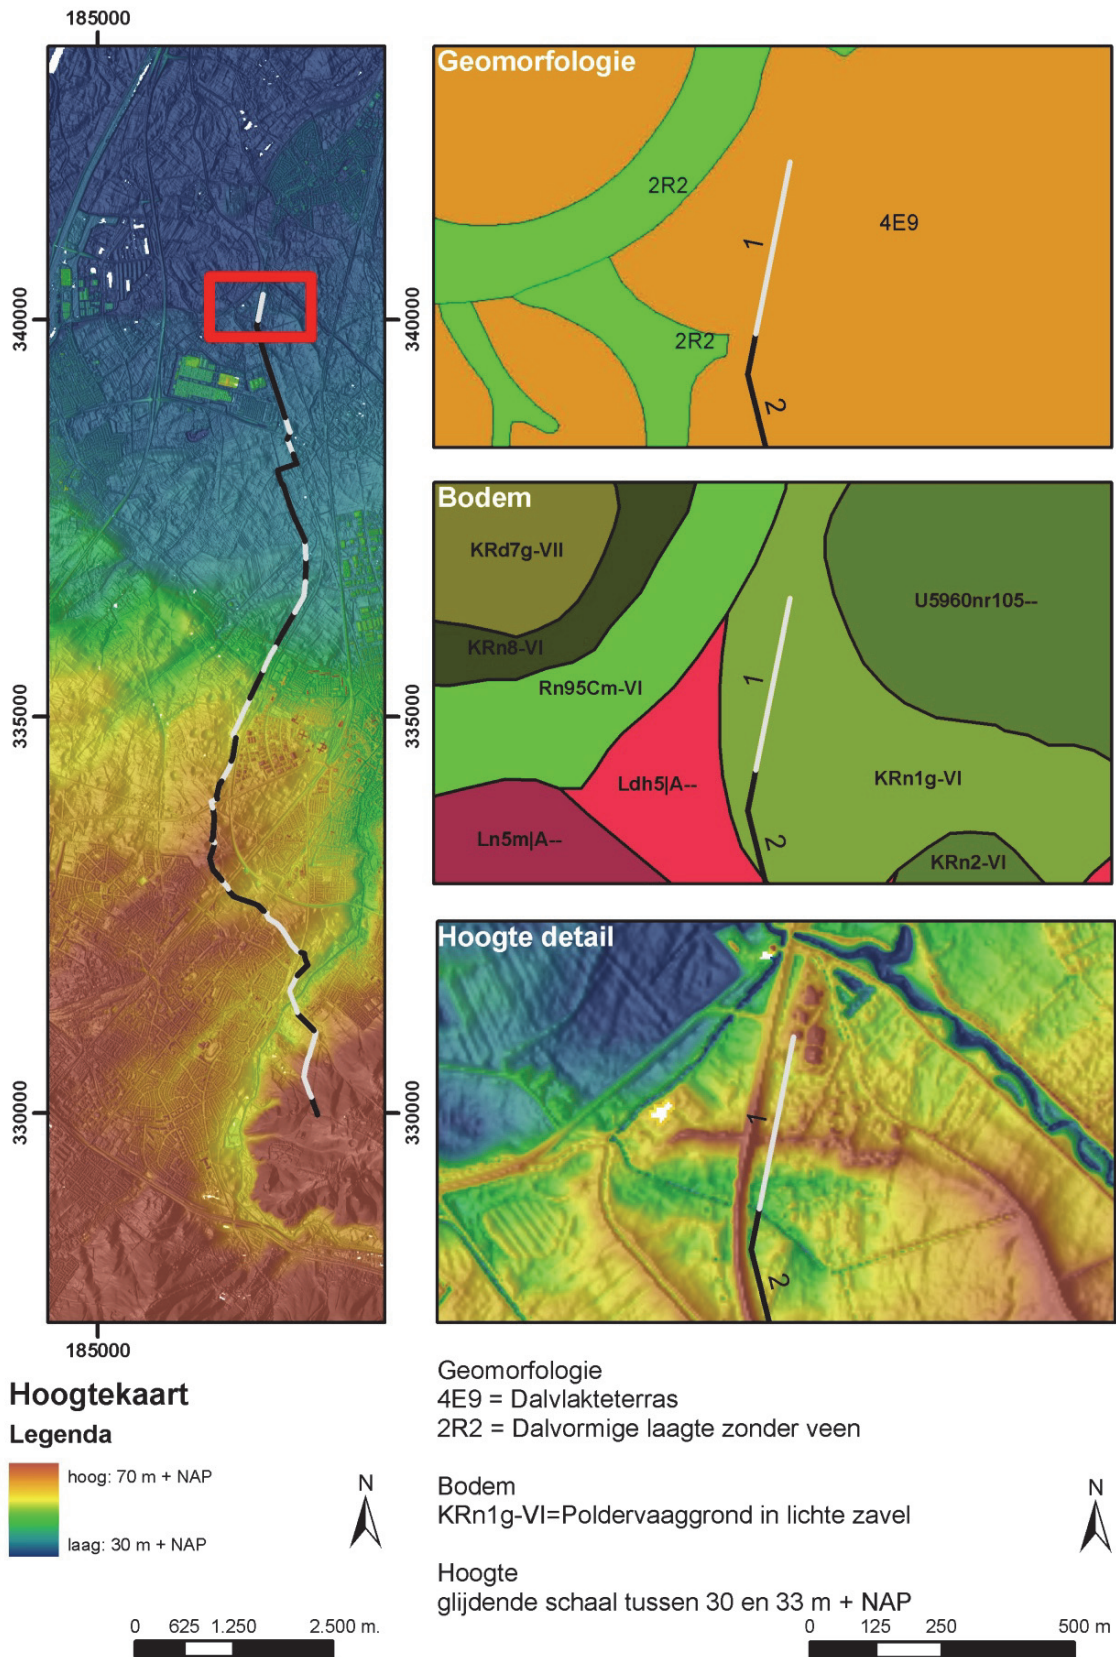 185000
340000
335000
330000
340000
335000
330000
185000
Geomorfologie
2R2
4E9
1
2R2
2
Bodem
KRd7g-VII
U5960nr105--
KRn8-VI
Rn95Cm-VI
1
Ldh5|A--
KRn1g-VI
Ln5m|A--
2
KRn2-VI
Hoogte detail
1
2
Hoogtekaart
Legenda
hoog: 70 m + NAP
laag: 30 m + NAP
N
0 625 1.250 2.500 m.
Geomorfologie
4E9 = Dalvlakteterras
2R2 = Dalvormige laagte zonder veen
Bodem
KRn1g-VI=Poldervaaggrond in lichte zavel
N
Hoogte
glijdende schaal tussen 30 en 33 m + NAP
0 125 250 500 m